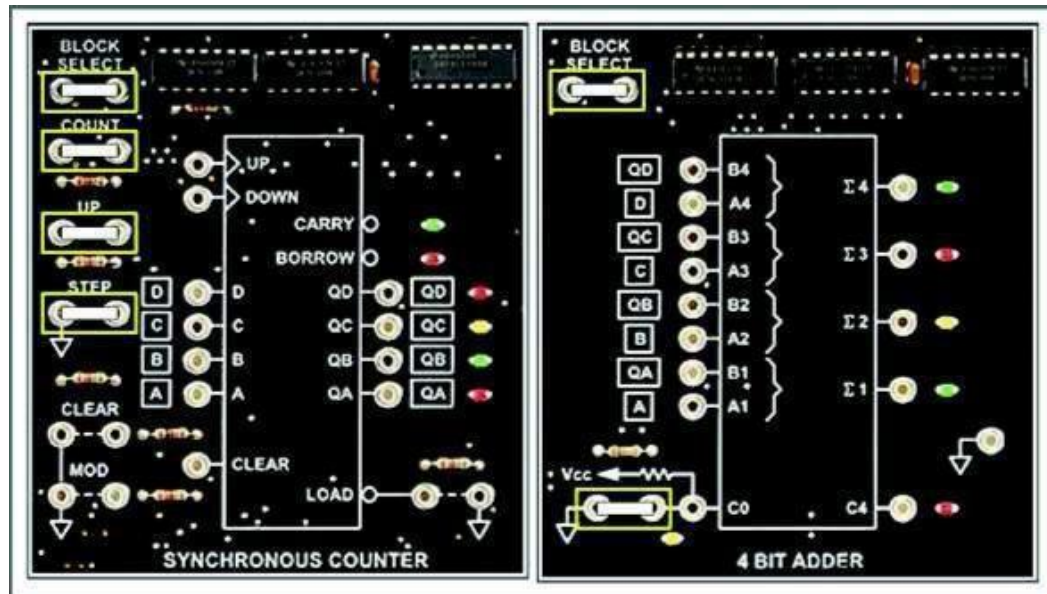 BLOCK
SELECT
COUNT
UP
STEP
CLEAR
MOD
UP
DOWN
CARRY
BORROW
D D QD QD
C C QC QC
B B QB QB
A A QA QA
CLEAR
LOAD
SYNCHRONOUS COUNTER
BLOCK
SELECT
QD B4
D A4
Σ4
QC B3
C A3
Σ3
QB B2
B A2
Σ2
QA B1
A A1
Σ1
VCC
C0 C4
4 BIT ADDER